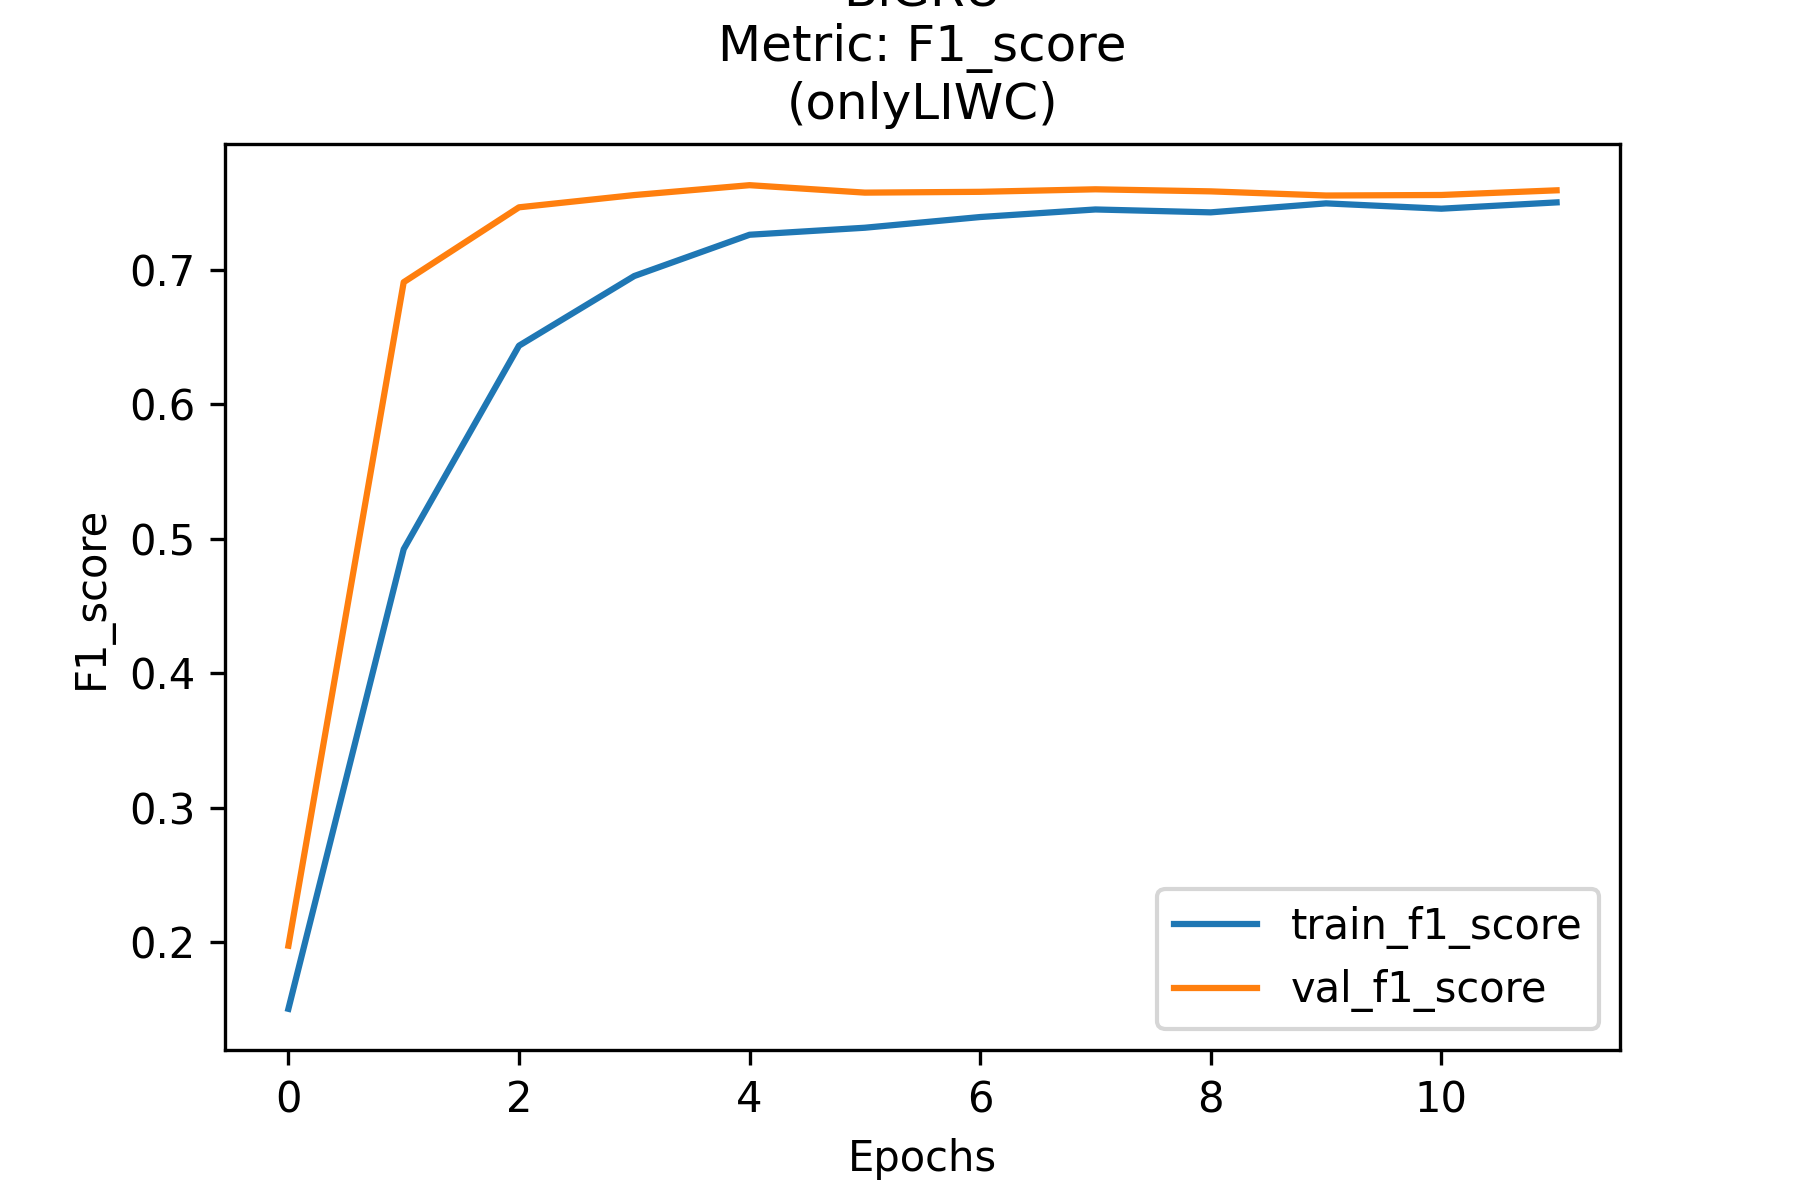 BiGRU
Metric: F1_score
(onlyLIWC)
F1_score
0.7
0.6
0.5
0.4
0.3
0.2
0 2 4 6 8 10
Epochs
train_f1_score
val_f1_score